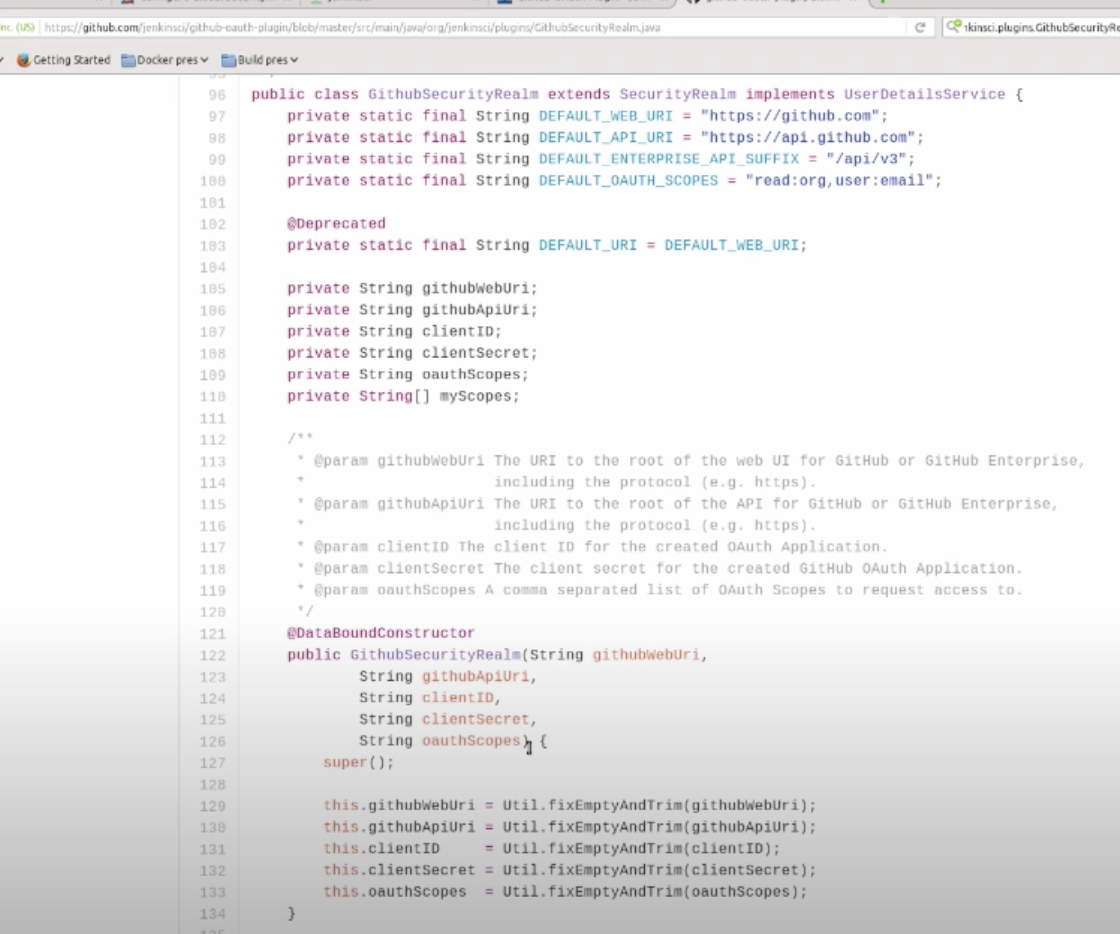 nc. (US) https://github.com/jenkinsci/github-oauth-plugin/blob/master/src/main/java/org/jenkinsci/plugins/GithubSecurityRealm.java kinsci.plugins.GithubSecurityRe
Getting Started Docker pres Build pres
96 public class GithubSecurityRealm extends SecurityRealm implements UserDetailsService {
97 private static final String DEFAULT_WEB_URI = "https://github.com";
98 private static final String DEFAULT_API_URI = "https://api.github.com";
99 private static final String DEFAULT_ENTERPRISE_API_SUFFIX = "/api/v3";
100 private static final String DEFAULT_OAUTH_SCOPES = "read:org,user:email";
101
102 @Deprecated
103 private static final String DEFAULT_URI = DEFAULT_WEB_URI;
104
105 private String githubWebUri;
106 private String githubApiUri;
107 private String clientID;
108 private String clientSecret;
109 private String oauthScopes;
110 private String[] myScopes;
111
112 /**
113 * @param githubWebUri The URI to the root of the web UI for GitHub or GitHub Enterprise,
114 * including the protocol (e.g. https).
115 * @param githubApiUri The URI to the root of the API for GitHub or GitHub Enterprise,
116 * including the protocol (e.g. https).
117 * @param clientID The client ID for the created OAuth Application.
118 * @param clientSecret The client secret for the created GitHub OAuth Application.
119 * @param oauthScopes A comma separated list of OAuth Scopes to request access to.
120 */
121 @DataBoundConstructor
122 public GithubSecurityRealm(String githubWebUri,
123 String githubApiUri,
124 String clientID,
125 String clientSecret,
126 String oauthScopes) {
127 super();
128
129 this.githubWebUri = Util.fixEmptyAndTrim(githubWebUri);
130 this.githubApiUri = Util.fixEmptyAndTrim(githubApiUri);
131 this.clientID = Util.fixEmptyAndTrim(clientID);
132 this.clientSecret = Util.fixEmptyAndTrim(clientSecret);
133 this.oauthScopes = Util.fixEmptyAndTrim(oauthScopes);
134 }